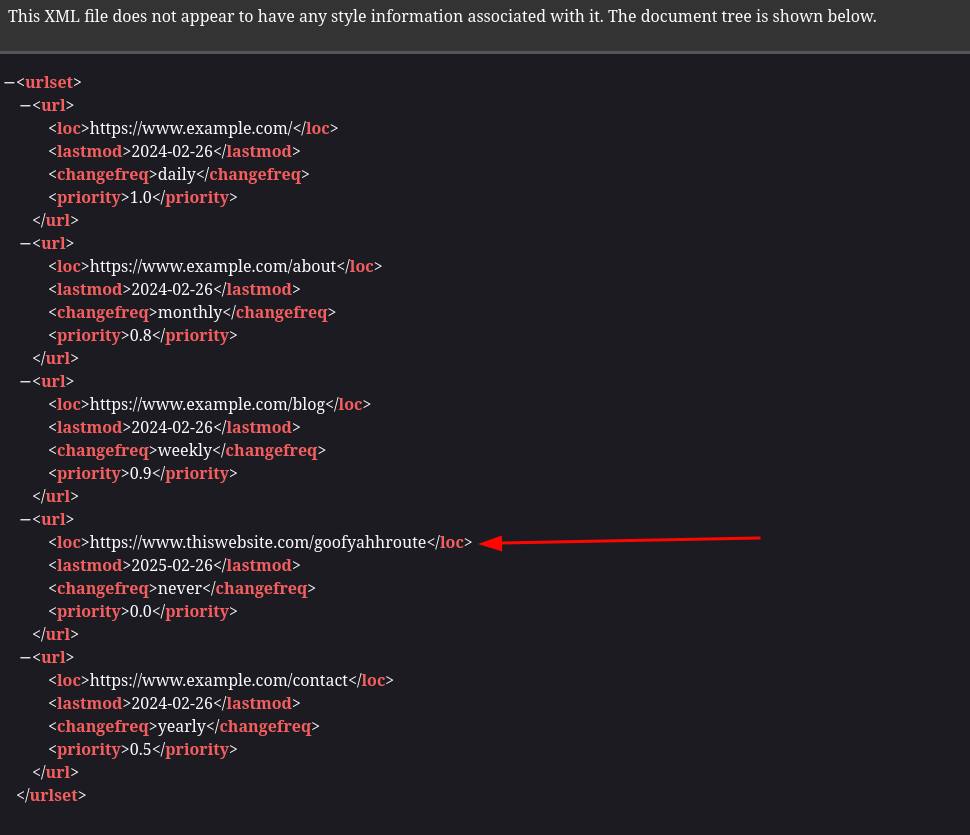 This XML file does not appear to have any style information associated with it. The document tree is shown below.
−<urlset>
−<url>
<loc>https://www.example.com/</loc>
<lastmod>2024-02-26</lastmod>
<changefreq>daily</changefreq>
<priority>1.0</priority>
</url>
−<url>
<loc>https://www.example.com/about</loc>
<lastmod>2024-02-26</lastmod>
<changefreq>monthly</changefreq>
<priority>0.8</priority>
</url>
−<url>
<loc>https://www.example.com/blog</loc>
<lastmod>2024-02-26</lastmod>
<changefreq>weekly</changefreq>
<priority>0.9</priority>
</url>
−<url>
<loc>https://www.thiswebsite.com/goofyahhroute</loc>
<lastmod>2025-02-26</lastmod>
<changefreq>never</changefreq>
<priority>0.0</priority>
</url>
−<url>
<loc>https://www.example.com/contact</loc>
<lastmod>2024-02-26</lastmod>
<changefreq>yearly</changefreq>
<priority>0.5</priority>
</url>
</urlset>